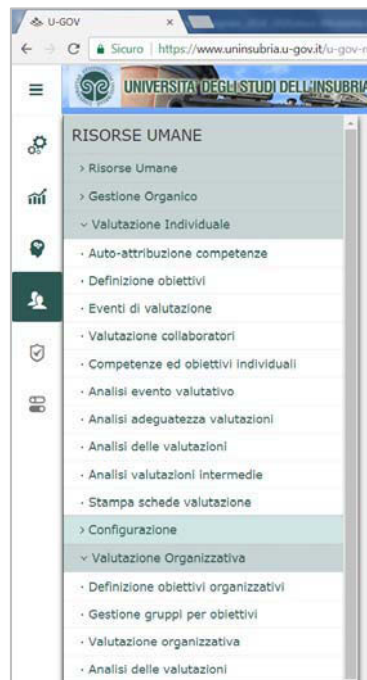 U-GOV
Sicuro | https://www.uninsubria.u-gov.it/u-gov-r
UNIVERSITÀ DEGLI STUDI DELL'INSUBRIA
RISORSE UMANE
> Risorse Umane
> Gestione Organico
Valutazione Individuale
· Auto-attribuzione competenze
· Definizione obiettivi
· Eventi di valutazione
· Valutazione collaboratori
· Competenze ed obiettivi individuali
· Analisi evento valutativo
· Analisi adeguatezza valutazioni
· Analisi delle valutazioni
· Analisi valutazioni intermedie
· Stampa schede valutazione
> Configurazione
Valutazione Organizzativa
· Definizione obiettivi organizzativi
· Gestione gruppi per obiettivi
· Valutazione organizzativa
· Analisi delle valutazioni